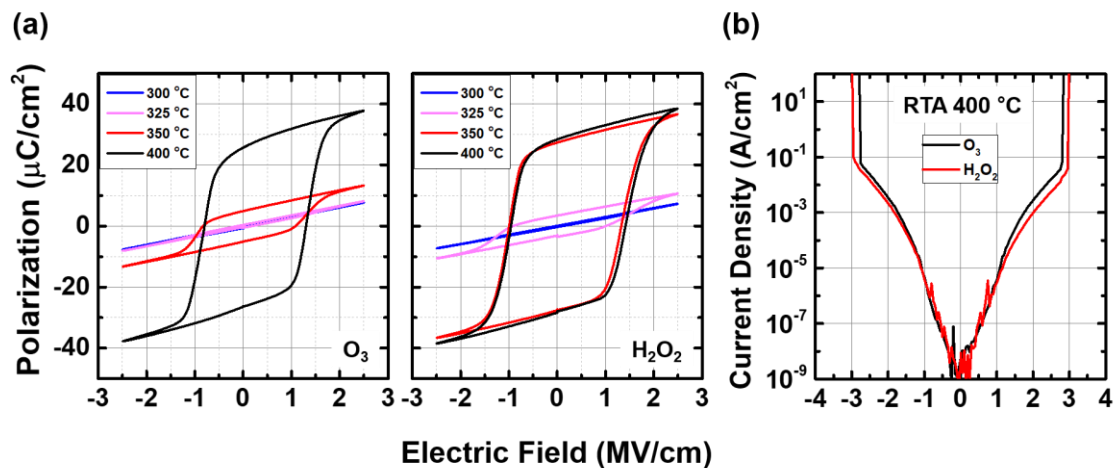 (a)
(b)
Polarization (μC/cm²)
40
20
0
-20
-40
300 °C
325 °C
350 °C
400 °C
O₃
-3 -2 -1 0 1 2 3
300 °C
325 °C
350 °C
400 °C
H₂O₂
-3 -2 -1 0 1 2 3
Current Density (A/cm²)
10¹
10⁻¹
10⁻³
10⁻⁵
10⁻⁷
10⁻⁹
RTA 400 °C
O₃
H₂O₂
-4 -3 -2 -1 0 1 2 3 4
Electric Field (MV/cm)